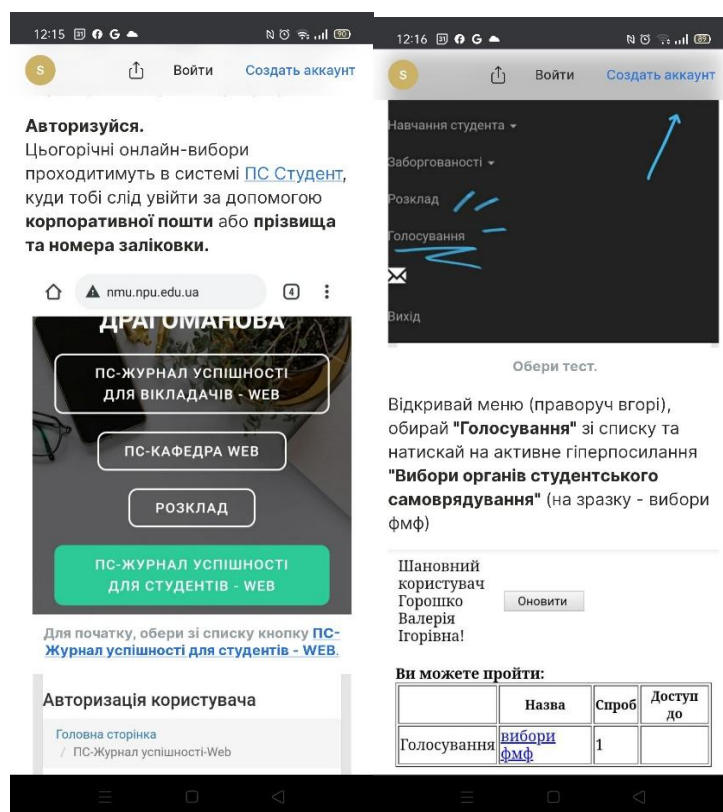 12:15
90
S
Войти
Создать аккаунт
Авторизуйся.
Цьогорічні онлайн-вибори
проходитимуть в системі ПС Студент,
куди тобі слід увійти за допомогою
корпоративної пошти або прізвища
та номера заліковки.
nmu.npu.edu.ua
4
ДРАГОМАНОВА
ПС-ЖУРНАЛ УСПІШНОСТІ
ДЛЯ ВИКЛАДАЧІВ - WEB
ПС-КАФЕДРА WEB
РОЗКЛАД
ПС-ЖУРНАЛ УСПІШНОСТІ
ДЛЯ СТУДЕНТІВ - WEB
Для початку, обери зі списку кнопку ПС-
Журнал успішності для студентів - WEB.
Авторизація користувача
Головна сторінка
/ ПС-Журнал успішності-Web
12:16
89
S
Войти
Создать аккаунт
Навчання студента
Заборгованості
Розклад
Голосування
Вихід
Обери тест.
Відкривай меню (праворуч вгорі),
обирай "Голосування" зі списку та
натискай на активне гіперпосилання
"Вибори органів студентського
самоврядування" (на зразку - вибори
фмф)
Шановний
користувач
Горошко
Валерія
Ігорівна!
Оновити
Ви можете пройти:
Назва Спроб Доступ
до
Голосування вибори
фмф 1